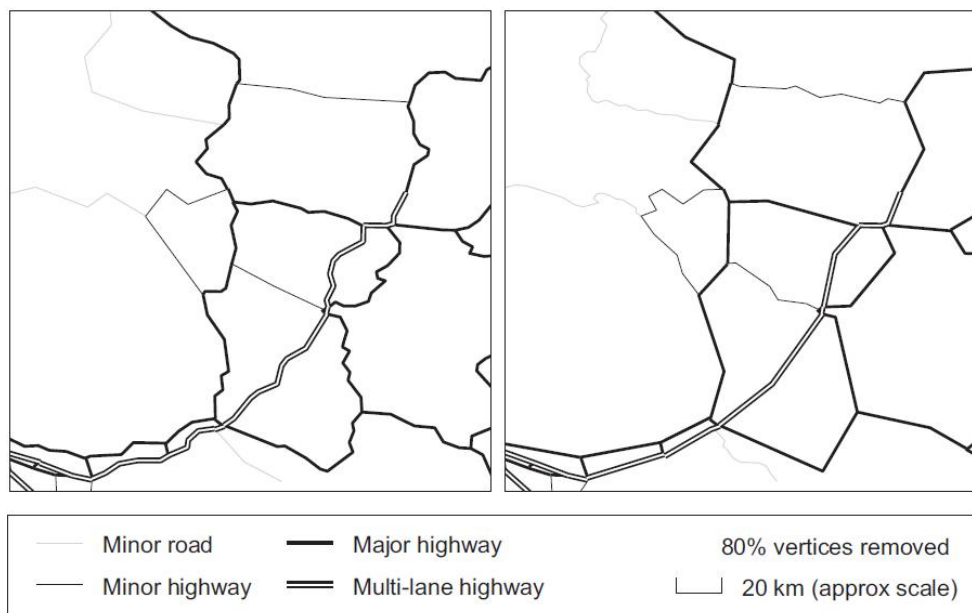 Minor road
Major highway
80% vertices removed
Minor highway
Multi-lane highway
20 km (approx scale)